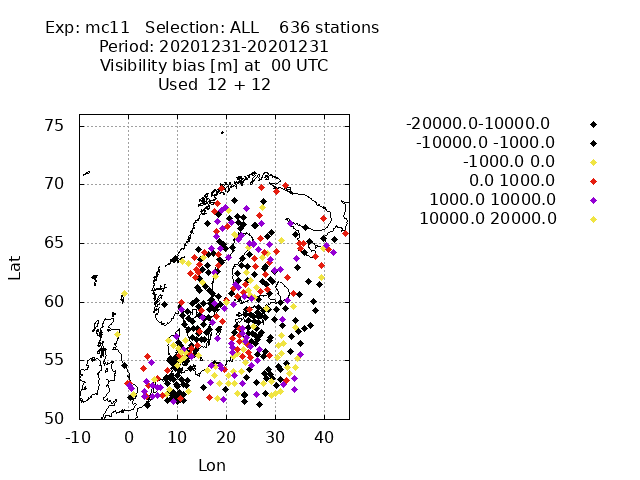 Exp: mc11 Selection: ALL 636 stations
Period: 20201231-20201231
Visibility bias [m] at 00 UTC
Used 12 + 12
-20000.0-10000.0
-10000.0 -1000.0
-1000.0 0.0
0.0 1000.0
1000.0 10000.0
10000.0 20000.0
75
70
65
60
55
50
Lat
-10 0 10 20 30 40
Lon